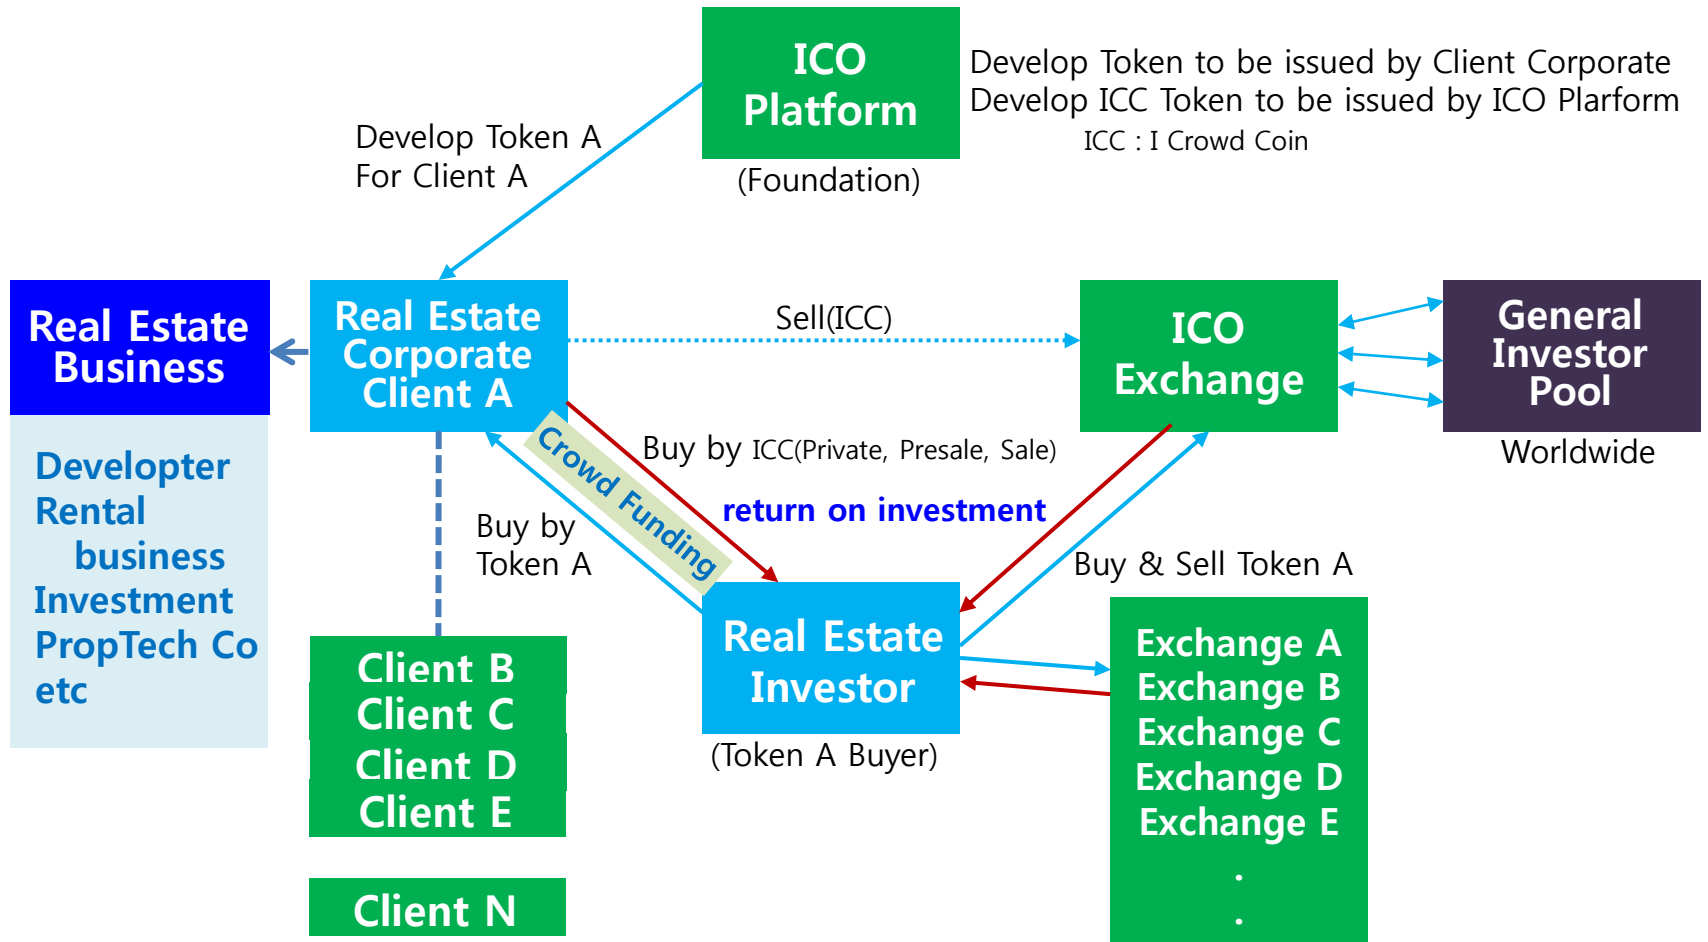 ICO
Platform
(Foundation)
Develop Token to be issued by Client Corporate
Develop ICC Token to be issued by ICO Plarform
ICC : I Crowd Coin
Develop Token A
For Client A
Real Estate
Business
Developter
Rental
business
Investment
PropTech Co
etc
Real Estate
Corporate
Client A
Sell(ICC)
ICO
Exchange
General
Investor
Pool
Worldwide
Crowd Funding
Buy by ICC(Private, Presale, Sale)
return on investment
Buy by
Token A
Buy & Sell Token A
Real Estate
Investor
(Token A Buyer)
Client B
Client C
Client D
Client E
Client N
Exchange A
Exchange B
Exchange C
Exchange D
Exchange E
.
.